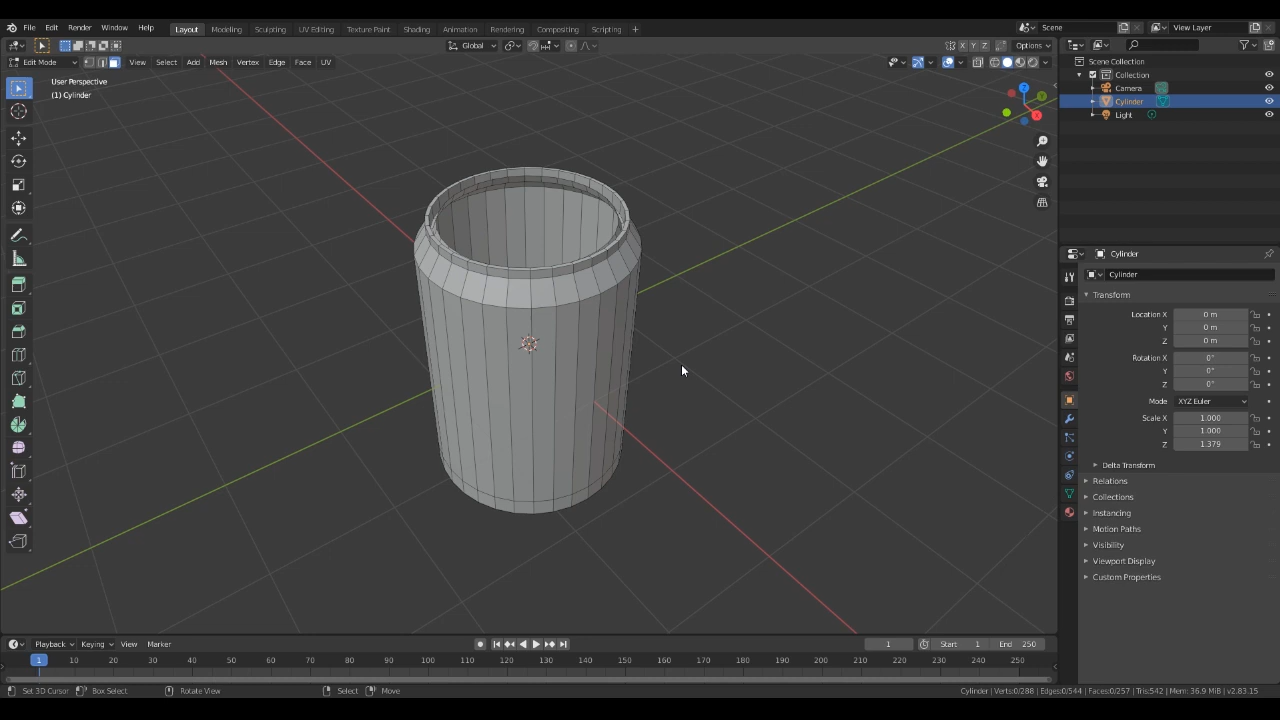 File Edit Render Window Help Layout Modeling Sculpting UV Editing Texture Paint Shading Animation Rendering Compositing Scripting + Scene View Layer
Global X Y Z Options
Edit Mode View Select Add Mesh Vertex Edge Face UV
User Perspective
(1) Cylinder
Z
Y
X
Scene Collection
Collection
Camera
Cylinder
Light
Cylinder
Cylinder
Transform
Location X 0 m
Y 0 m
Z 0 m
Rotation X 0°
Y 0°
Z 0°
Mode XYZ Euler
Scale X 1.000
Y 1.000
Z 1.379
Delta Transform
Relations
Collections
Instancing
Motion Paths
Visibility
Viewport Display
Custom Properties
Playback Keying View Marker 1 Start 1 End 250
1 10 20 30 40 50 60 70 80 90 100 110 120 130 140 150 160 170 180 190 200 210 220 230 240 250
Set 3D Cursor Box Select Rotate View Select Move Cylinder | Verts:0/288 | Edges:0/544 | Faces:0/257 | Tris:542 | Mem: 36.9 MiB | v2.83.15